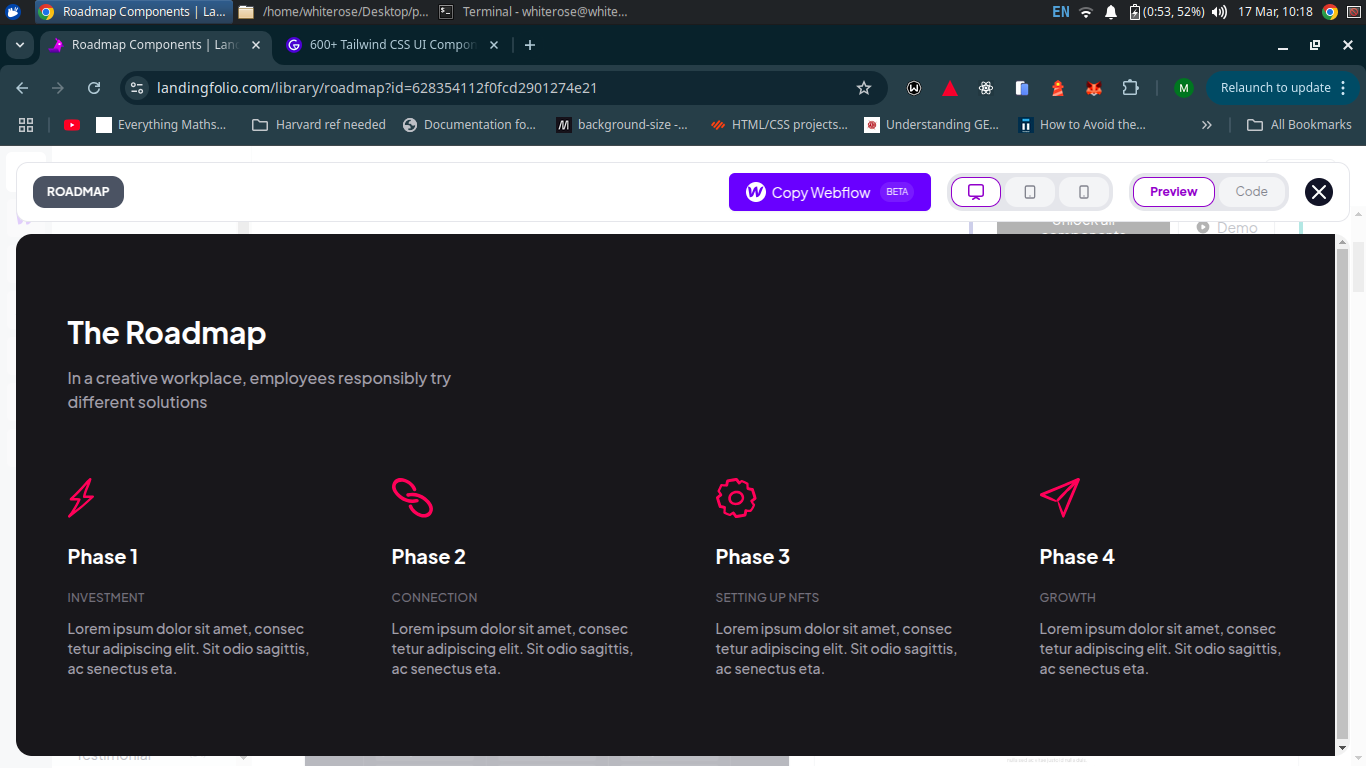 Roadmap Components | La...
/home/whiterose/Desktop/p...
Terminal - whiterose@white...
EN
(0:53, 52%)
17 Mar, 10:18
Roadmap Components | Lan
600+ Tailwind CSS UI Compon
landingfolio.com/library/roadmap?id=628354112f0fcd2901274e21
M
Relaunch to update
Everything Maths...
Harvard ref needed
Documentation fo...
background-size -...
HTML/CSS projects...
Understanding GE...
How to Avoid the...
All Bookmarks
ROADMAP
Copy Webflow
BETA
Preview
Code
Demo
The Roadmap
In a creative workplace, employees responsibly try
different solutions
Phase 1
INVESTMENT
Lorem ipsum dolor sit amet, consec
tetur adipiscing elit. Sit odio sagittis,
ac senectus eta.
Phase 2
CONNECTION
Lorem ipsum dolor sit amet, consec
tetur adipiscing elit. Sit odio sagittis,
ac senectus eta.
Phase 3
SETTING UP NFTS
Lorem ipsum dolor sit amet, consec
tetur adipiscing elit. Sit odio sagittis,
ac senectus eta.
Phase 4
GROWTH
Lorem ipsum dolor sit amet, consec
tetur adipiscing elit. Sit odio sagittis,
ac senectus eta.
Testimonial